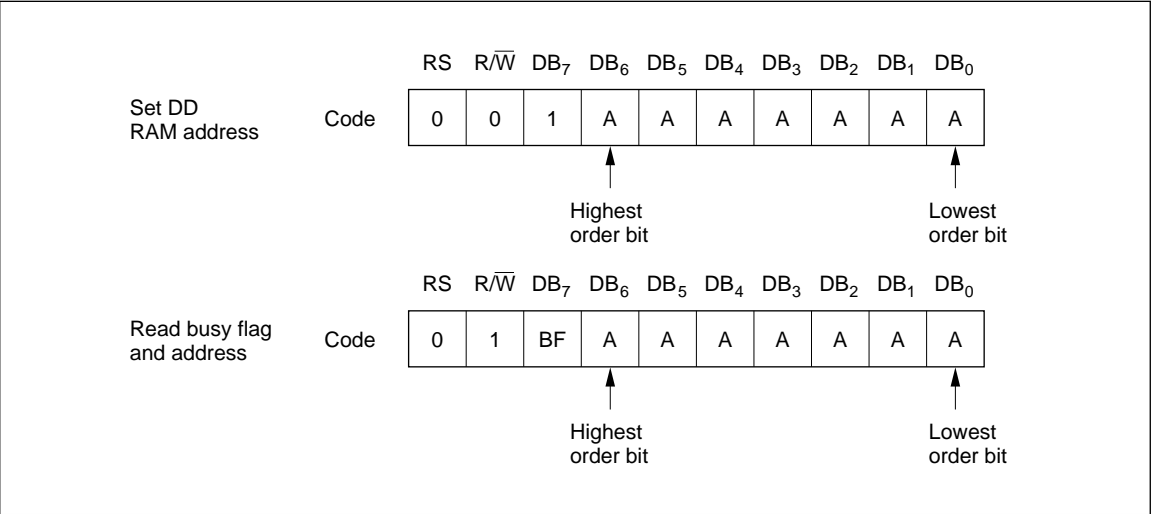 RS R/W̅ DB₇ DB₆ DB₅ DB₄ DB₃ DB₂ DB₁ DB₀
Set DD
RAM address
Code 0 0 1 A A A A A A A
Highest
order bit
Lowest
order bit
RS R/W̅ DB₇ DB₆ DB₅ DB₄ DB₃ DB₂ DB₁ DB₀
Read busy flag
and address
Code 0 1 BF A A A A A A A
Highest
order bit
Lowest
order bit